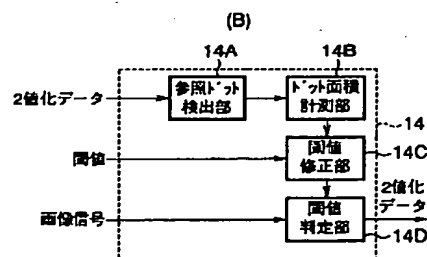 (B)
14A
14B
2値化データ
参照ドット
検出部
ドット面積
計測部
14
閾値
閾値
修正部
14C
2値化
データ
画像信号
閾値
判定部
14D